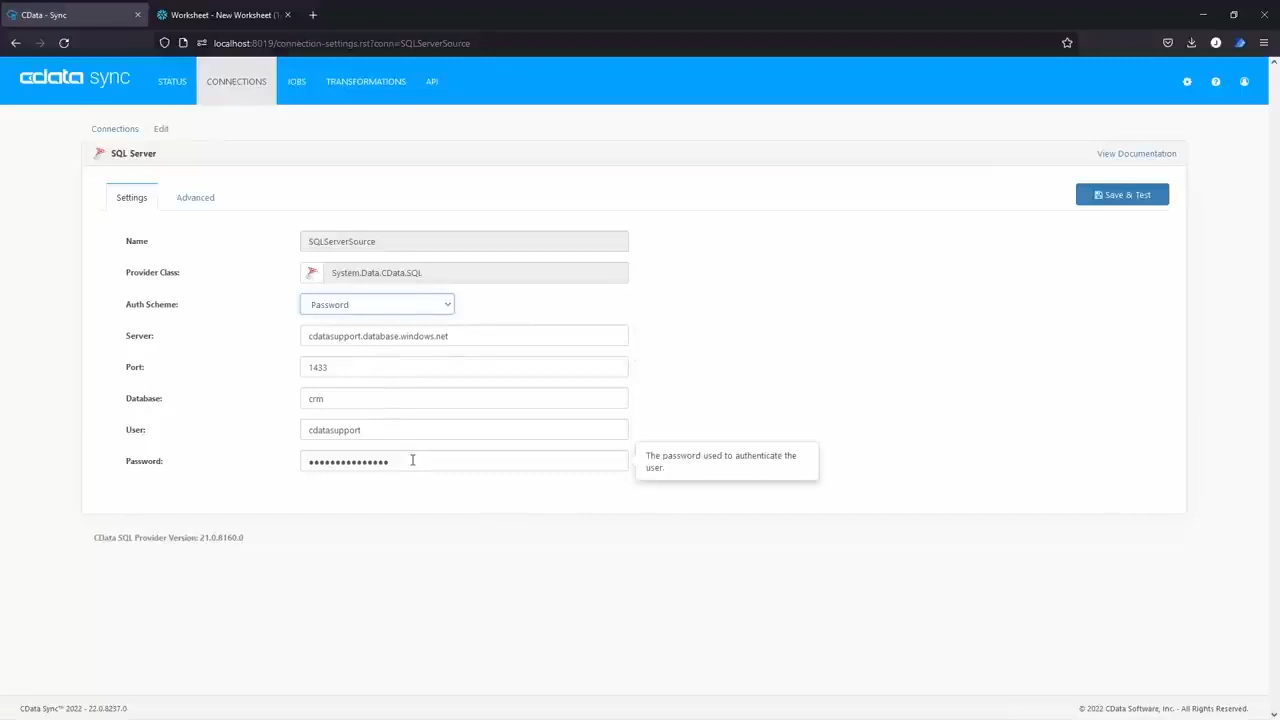 CData - Sync
Worksheet - New Worksheet (1
localhost:8019/connection-settings.rst?conn=SQLServerSource
cdata sync STATUS CONNECTIONS JOBS TRANSFORMATIONS API
Connections Edit
SQL Server View Documentation
Settings Advanced Save & Test
Name SQLServerSource
Provider Class: System.Data.CData.SQL
Auth Scheme: Password
Server: cdatasupport.database.windows.net
Port: 1433
Database: crm
User: cdatasupport
Password: •••••••••••••••
The password used to authenticate the
user.
CData SQL Provider Version: 21.0.8160.0
CData Sync™ 2022 - 22.0.8237.0 © 2022 CData Software, Inc. - All Rights Reserved.